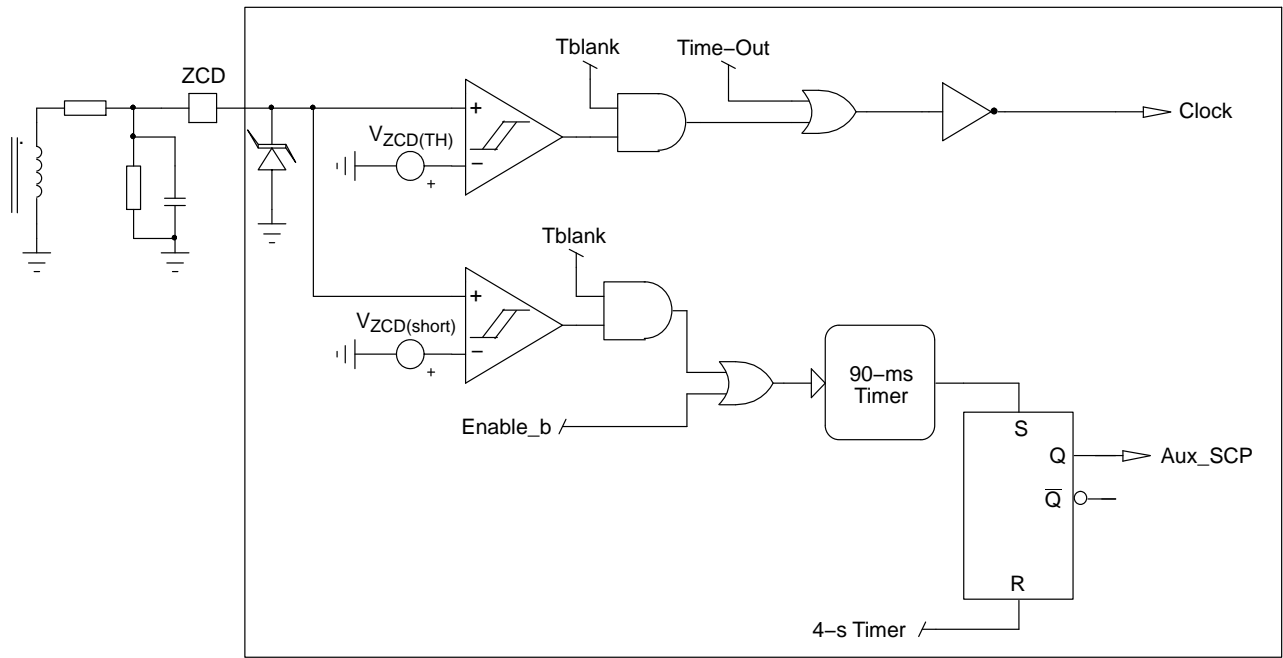 Tblank
Time−Out
ZCD
+
VZCD(TH)
−
+
Clock
Tblank
+
VZCD(short)
−
+
90−ms
Timer
Enable_b
S
Q
Aux_SCP
Q̅
R
4−s Timer